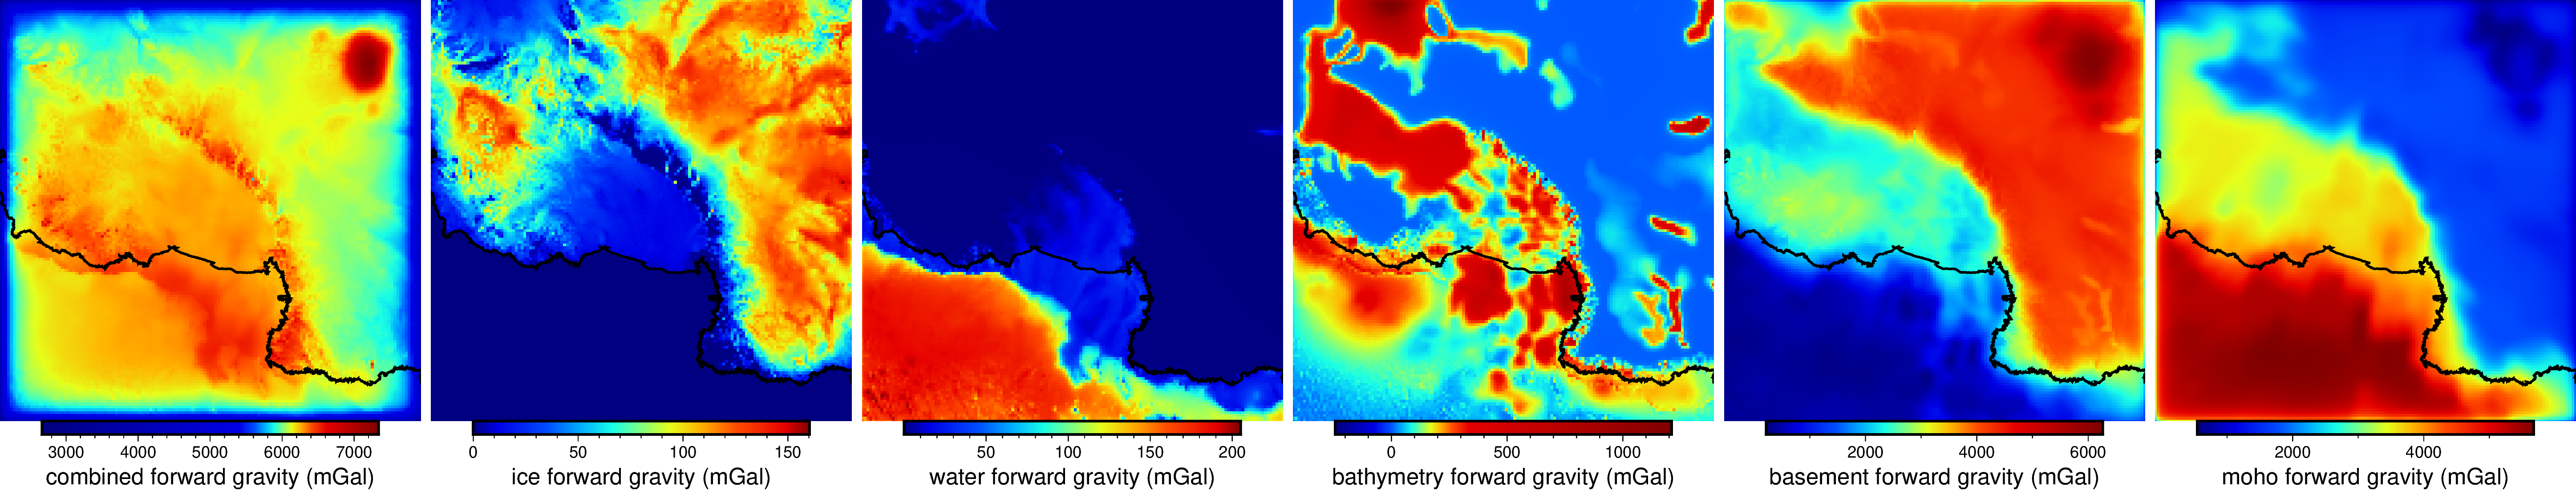 3000 4000 5000 6000 7000
combined forward gravity (mGal)
0 50 100 150
ice forward gravity (mGal)
50 100 150 200
water forward gravity (mGal)
0 500 1000
bathymetry forward gravity (mGal)
2000 4000 6000
basement forward gravity (mGal)
2000 4000
moho forward gravity (mGal)